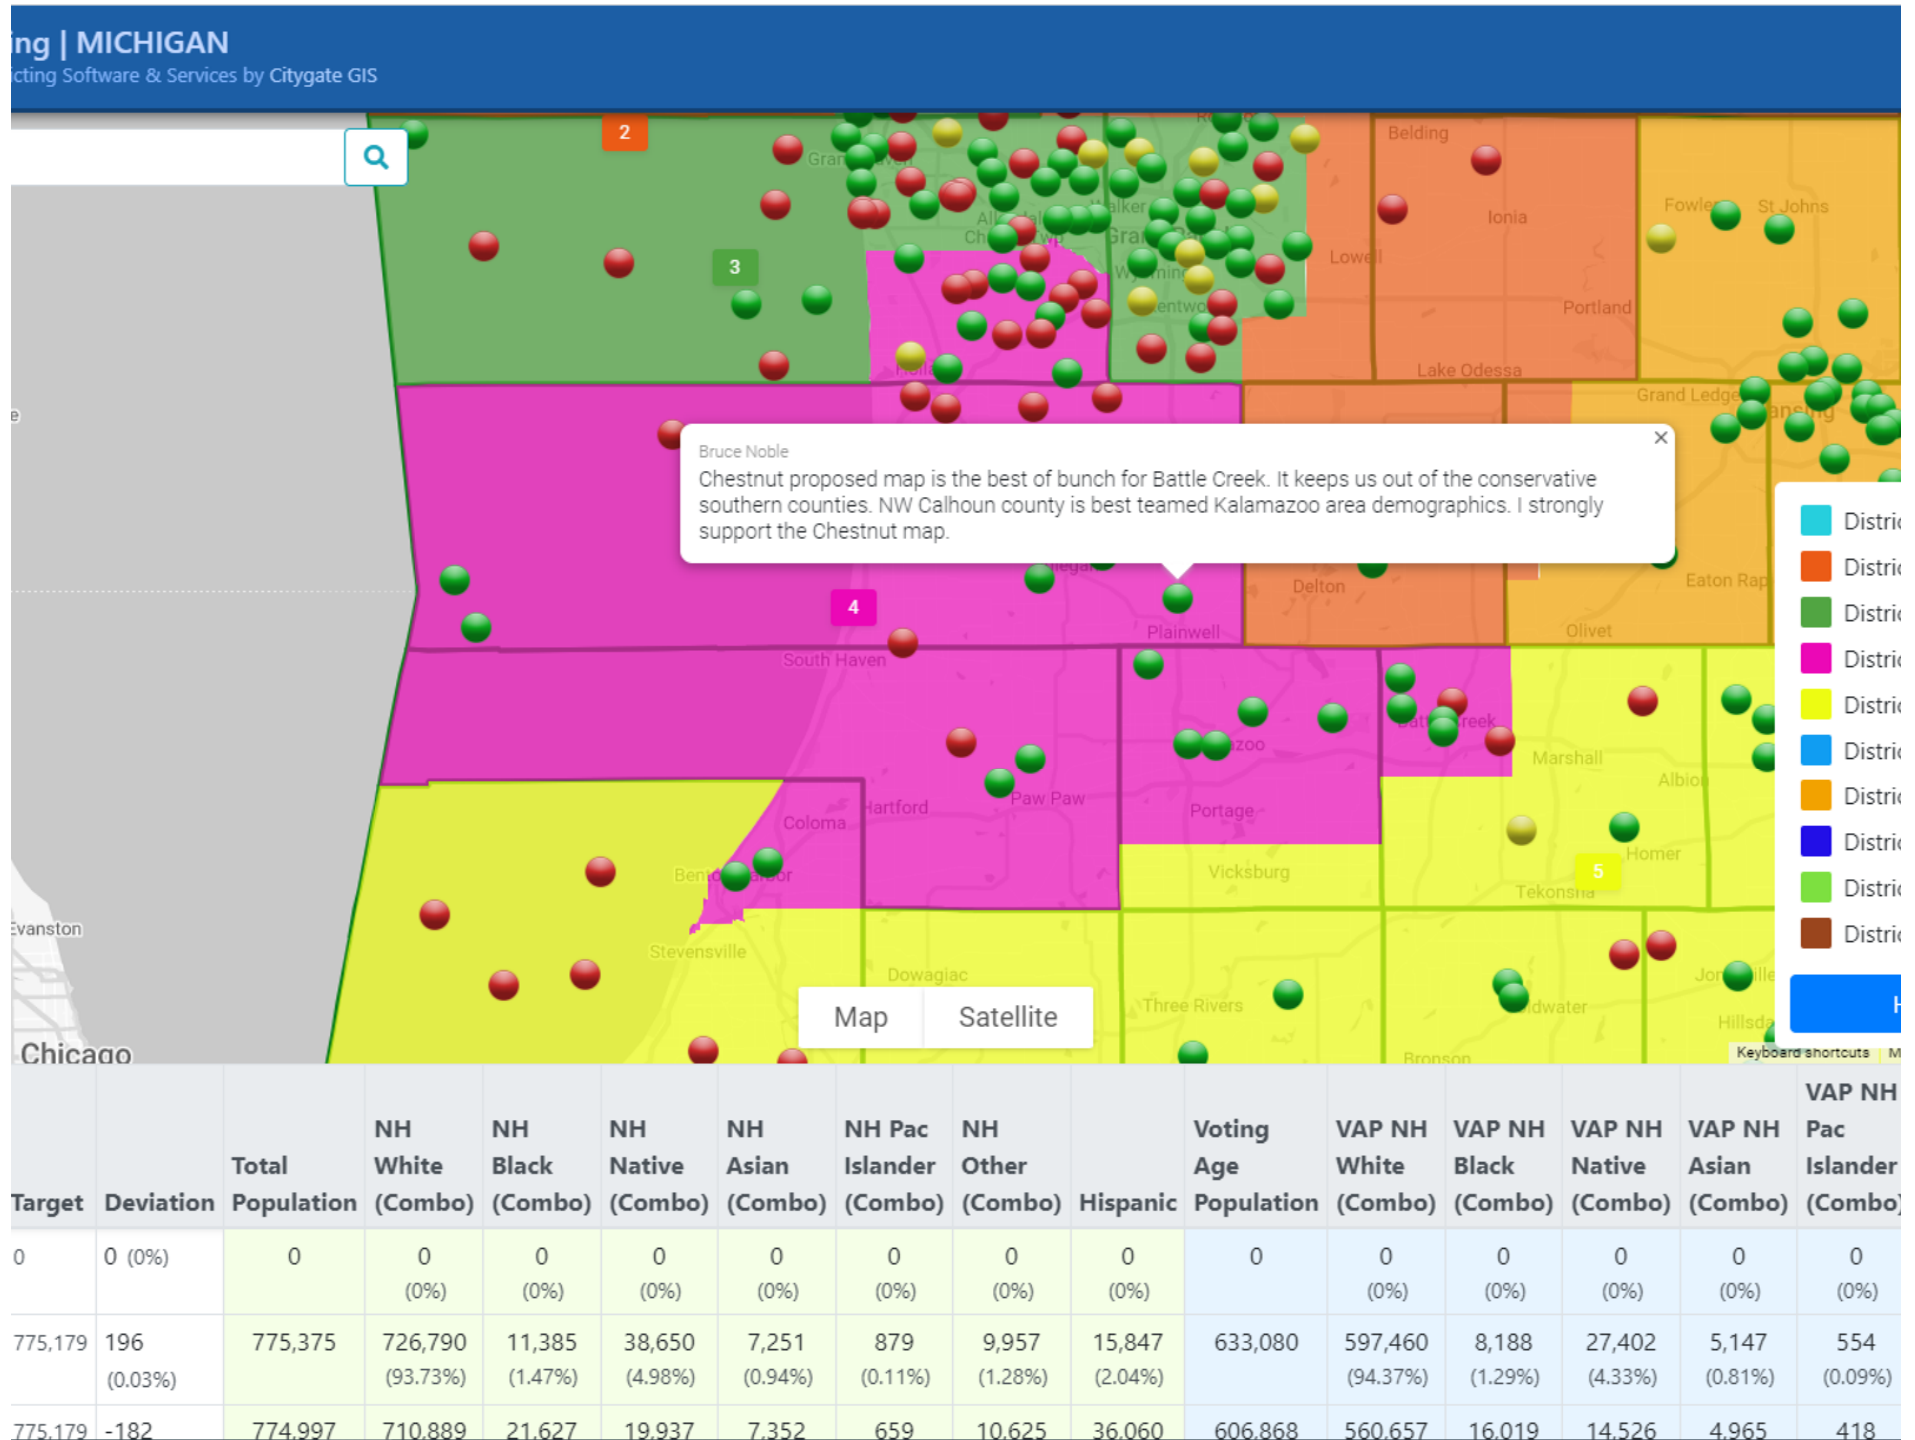 ing | MICHIGAN
icting Software & Services by Citygate GIS
2
Belding
Fowler St Johns
Ionia
Walker
3
Lowell
Portland
Lake Odessa
Grand Ledge
Bruce Noble
Chestnut proposed map is the best of bunch for Battle Creek. It keeps us out of the conservative
southern counties. NW Calhoun county is best teamed Kalamazoo area demographics. I strongly
support the Chestnut map.
×
Delton
Eaton Rap
4
Plainwell
Olivet
South Haven
Marshall
Albion
Hartford
Paw Paw
Portage
Coloma
Homer
Vicksburg
5
Tekonsha
Evanston
Stevensville
Dowagiac
Three Rivers
Hillsda
Chicago
Bronson
Map Satellite
Distric
Distric
Distric
Distric
Distric
Distric
Distric
Distric
Distric
Distric
H
Keyboard shortcuts M
Target Deviation Total Population NH White (Combo) NH Black (Combo) NH Native (Combo) NH Asian (Combo) NH Pac Islander (Combo) NH Other (Combo) Hispanic Voting Age Population VAP NH White (Combo) VAP NH Black (Combo) VAP NH Native (Combo) VAP NH Asian (Combo) VAP NH Pac Islander (Combo)
0 0 (0%) 0 0 0 0 0 0 0 0 0 0 0 0 0 0
(0%) (0%) (0%) (0%) (0%) (0%) (0%) (0%) (0%) (0%) (0%) (0%)
775,179 196 775,375 726,790 11,385 38,650 7,251 879 9,957 15,847 633,080 597,460 8,188 27,402 5,147 554
(0.03%) (93.73%) (1.47%) (4.98%) (0.94%) (0.11%) (1.28%) (2.04%) (94.37%) (1.29%) (4.33%) (0.81%) (0.09%)
775,179 -182 774,997 710,889 21,627 19,937 7,352 659 10,625 36,060 606,868 560,657 16,019 14,526 4,965 418